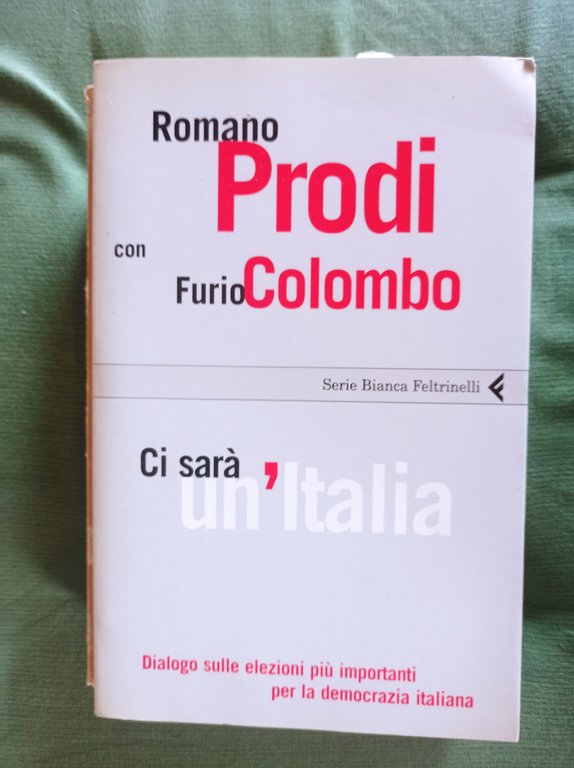 Romano
Prodi
con
Furio Colombo
Serie Bianca Feltrinelli
Ci sarà
un'Italia
Dialogo sulle elezioni più importanti
per la democrazia italiana